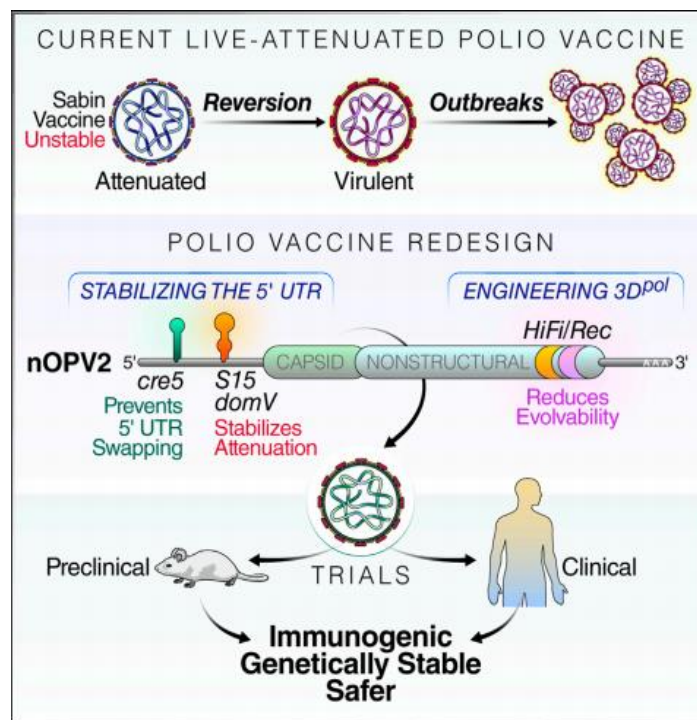 CURRENT LIVE-ATTENUATED POLIO VACCINE
Sabin
Vaccine
Unstable
Reversion
Outbreaks
Attenuated
Virulent
POLIO VACCINE REDESIGN
STABILIZING THE 5' UTR
ENGINEERING 3Dpol
HiFi/Rec
nOPV2 5' CAPSID NONSTRUCTURAL AAA 3'
cre5
S15
domV
Prevents
5' UTR
Swapping
Stabilizes
Attenuation
Reduces
Evolvability
Preclinical
TRIALS
Clinical
Immunogenic
Genetically Stable
Safer